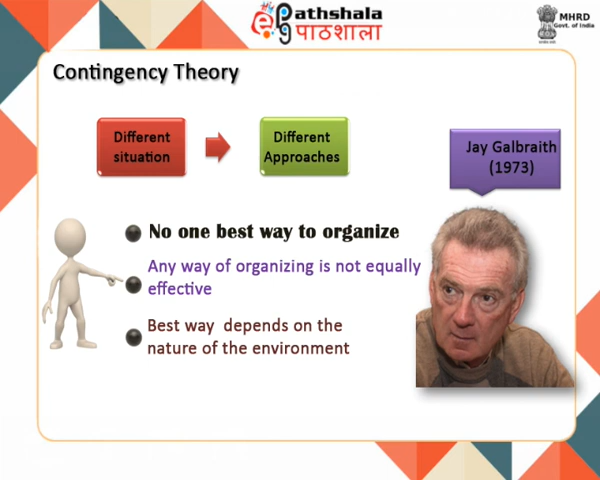 ePathshala
पाठशाला
MHRD
Govt. of India
Contingency Theory
Different
situation
Different
Approaches
Jay Galbraith
(1973)
No one best way to organize
Any way of organizing is not equally
effective
Best way depends on the
nature of the environment